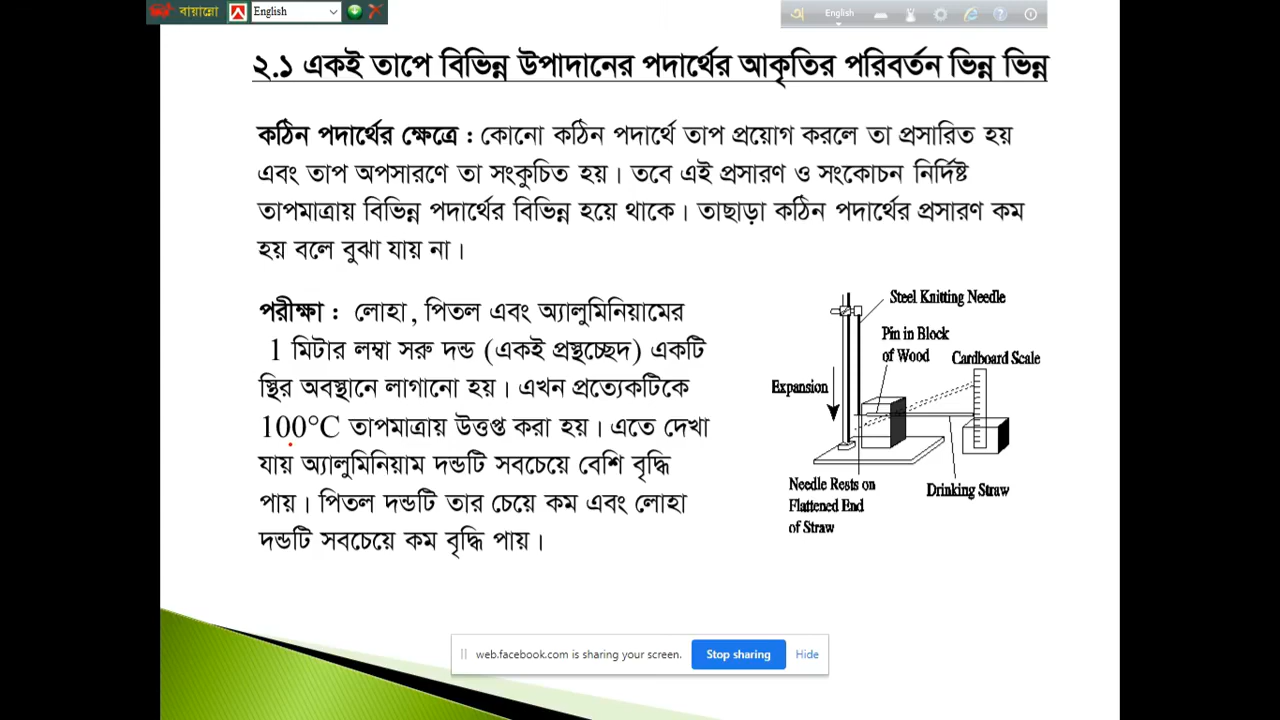 বায়ান্নো
English
অ English
২.১ একই তাপে বিভিন্ন উপাদানের পদার্থের আকৃতির পরিবর্তন ভিন্ন ভিন্ন
কঠিন পদার্থের ক্ষেত্রে : কোনো কঠিন পদার্থে তাপ প্রয়োগ করলে তা প্রসারিত হয়
এবং তাপ অপসারণে তা সংকুচিত হয়। তবে এই প্রসারণ ও সংকোচন নির্দিষ্ট
তাপমাত্রায় বিভিন্ন পদার্থের বিভিন্ন হয়ে থাকে। তাছাড়া কঠিন পদার্থের প্রসারণ কম
হয় বলে বুঝা যায় না।
পরীক্ষা : লোহা, পিতল এবং অ্যালুমিনিয়ামের
1 মিটার লম্বা সরু দন্ড (একই প্রস্থচ্ছেদ) একটি
স্থির অবস্থানে লাগানো হয়। এখন প্রত্যেকটিকে
100°C তাপমাত্রায় উত্তপ্ত করা হয়। এতে দেখা
যায় অ্যালুমিনিয়াম দন্ডটি সবচেয়ে বেশি বৃদ্ধি
পায়। পিতল দন্ডটি তার চেয়ে কম এবং লোহা
দন্ডটি সবচেয়ে কম বৃদ্ধি পায়।
Steel Knitting Needle
Pin in Block
of Wood
Cardboard Scale
Expansion
Needle Rests on
Flattened End
of Straw
Drinking Straw
web.facebook.com is sharing your screen.
Stop sharing
Hide